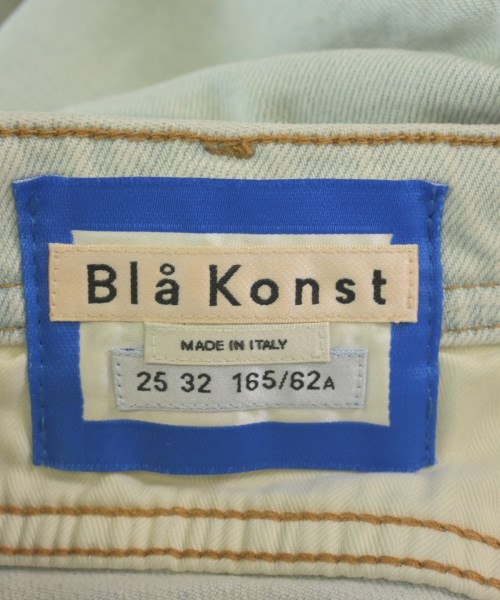 Blå Konst
MADE IN ITALY
25 32 165/62A